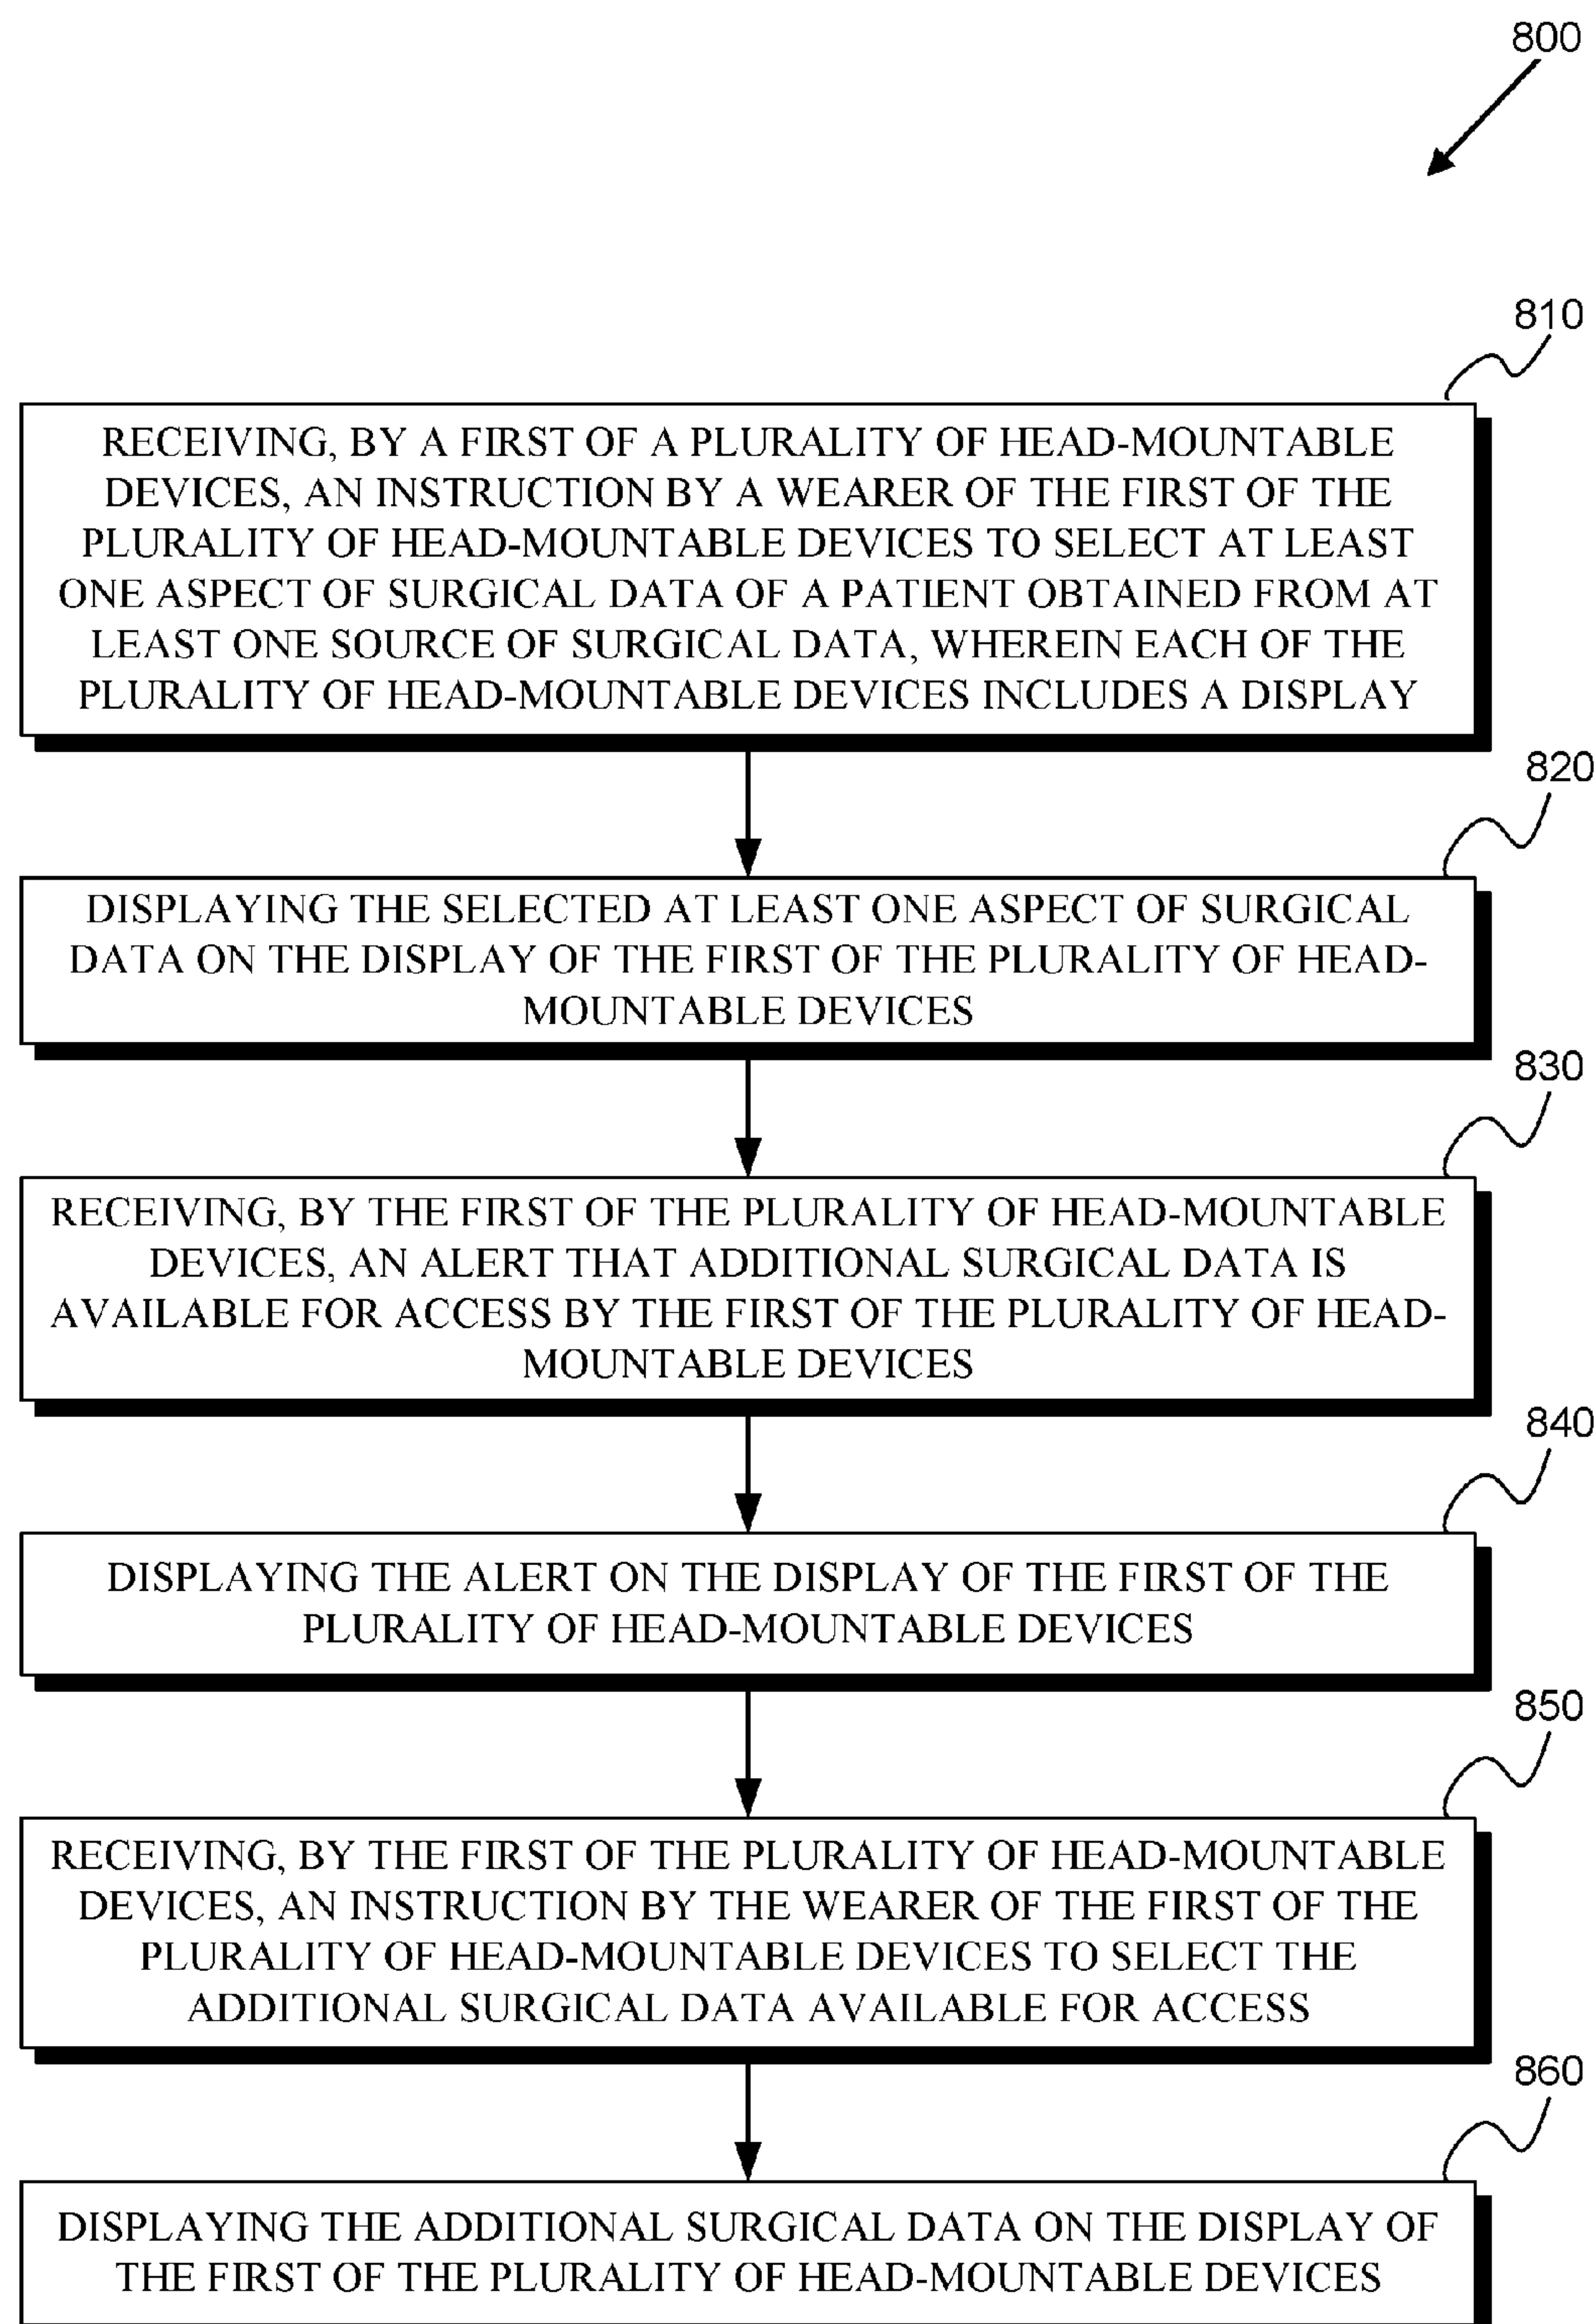 800
810
RECEIVING, BY A FIRST OF A PLURALITY OF HEAD-MOUNTABLE
DEVICES, AN INSTRUCTION BY A WEARER OF THE FIRST OF THE
PLURALITY OF HEAD-MOUNTABLE DEVICES TO SELECT AT LEAST
ONE ASPECT OF SURGICAL DATA OF A PATIENT OBTAINED FROM AT
LEAST ONE SOURCE OF SURGICAL DATA, WHEREIN EACH OF THE
PLURALITY OF HEAD-MOUNTABLE DEVICES INCLUDES A DISPLAY
820
DISPLAYING THE SELECTED AT LEAST ONE ASPECT OF SURGICAL
DATA ON THE DISPLAY OF THE FIRST OF THE PLURALITY OF HEAD-
MOUNTABLE DEVICES
830
RECEIVING, BY THE FIRST OF THE PLURALITY OF HEAD-MOUNTABLE
DEVICES, AN ALERT THAT ADDITIONAL SURGICAL DATA IS
AVAILABLE FOR ACCESS BY THE FIRST OF THE PLURALITY OF HEAD-
MOUNTABLE DEVICES
840
DISPLAYING THE ALERT ON THE DISPLAY OF THE FIRST OF THE
PLURALITY OF HEAD-MOUNTABLE DEVICES
850
RECEIVING, BY THE FIRST OF THE PLURALITY OF HEAD-MOUNTABLE
DEVICES, AN INSTRUCTION BY THE WEARER OF THE FIRST OF THE
PLURALITY OF HEAD-MOUNTABLE DEVICES TO SELECT THE
ADDITIONAL SURGICAL DATA AVAILABLE FOR ACCESS
860
DISPLAYING THE ADDITIONAL SURGICAL DATA ON THE DISPLAY OF
THE FIRST OF THE PLURALITY OF HEAD-MOUNTABLE DEVICES